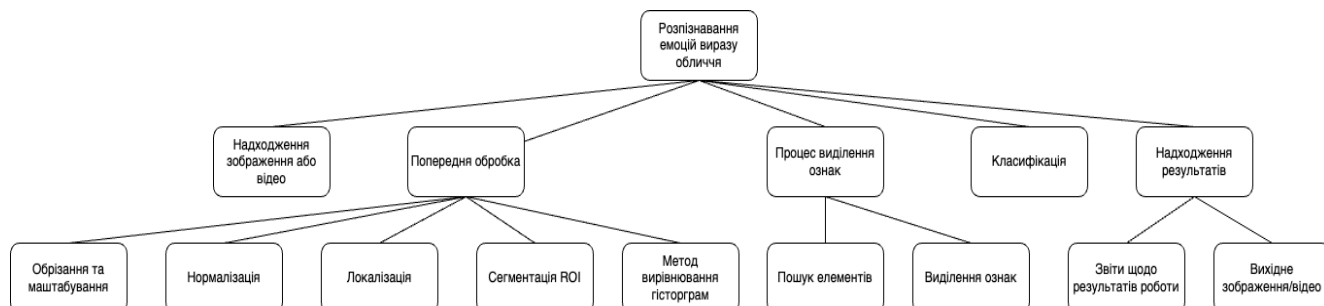 Розпізнавання
емоцій виразу
обличчя
Надходження
зображення або
відео
Попередня обробка
Процес виділення
ознак
Класифікація
Надходження
результатів
Обрізання та
маштабування
Нормалізація
Локалізація
Сегментація ROI
Метод
вирівнювання
гісторграм
Пошук елементів
Виділення ознак
Звіти щодо
результатів роботи
Вихідне
зображення/відео